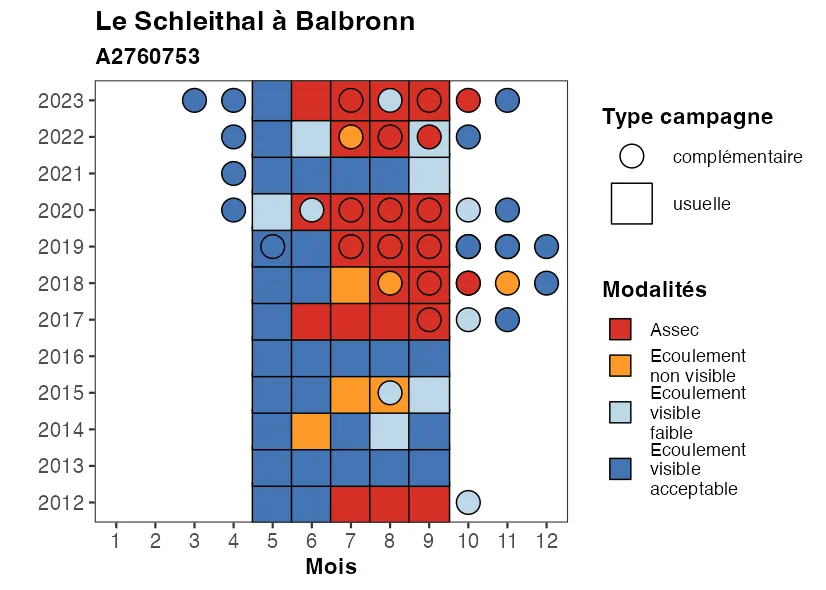 Le Schleithal à Balbronn
A2760753
2023
2022
2021
2020
2019
2018
2017
2016
2015
2014
2013
2012
1 2 3 4 5 6 7 8 9 10 11 12
Mois
Type campagne
complémentaire
usuelle
Modalités
Assec
Ecoulement
non visible
Ecoulement
visible
faible
Ecoulement
visible
acceptable